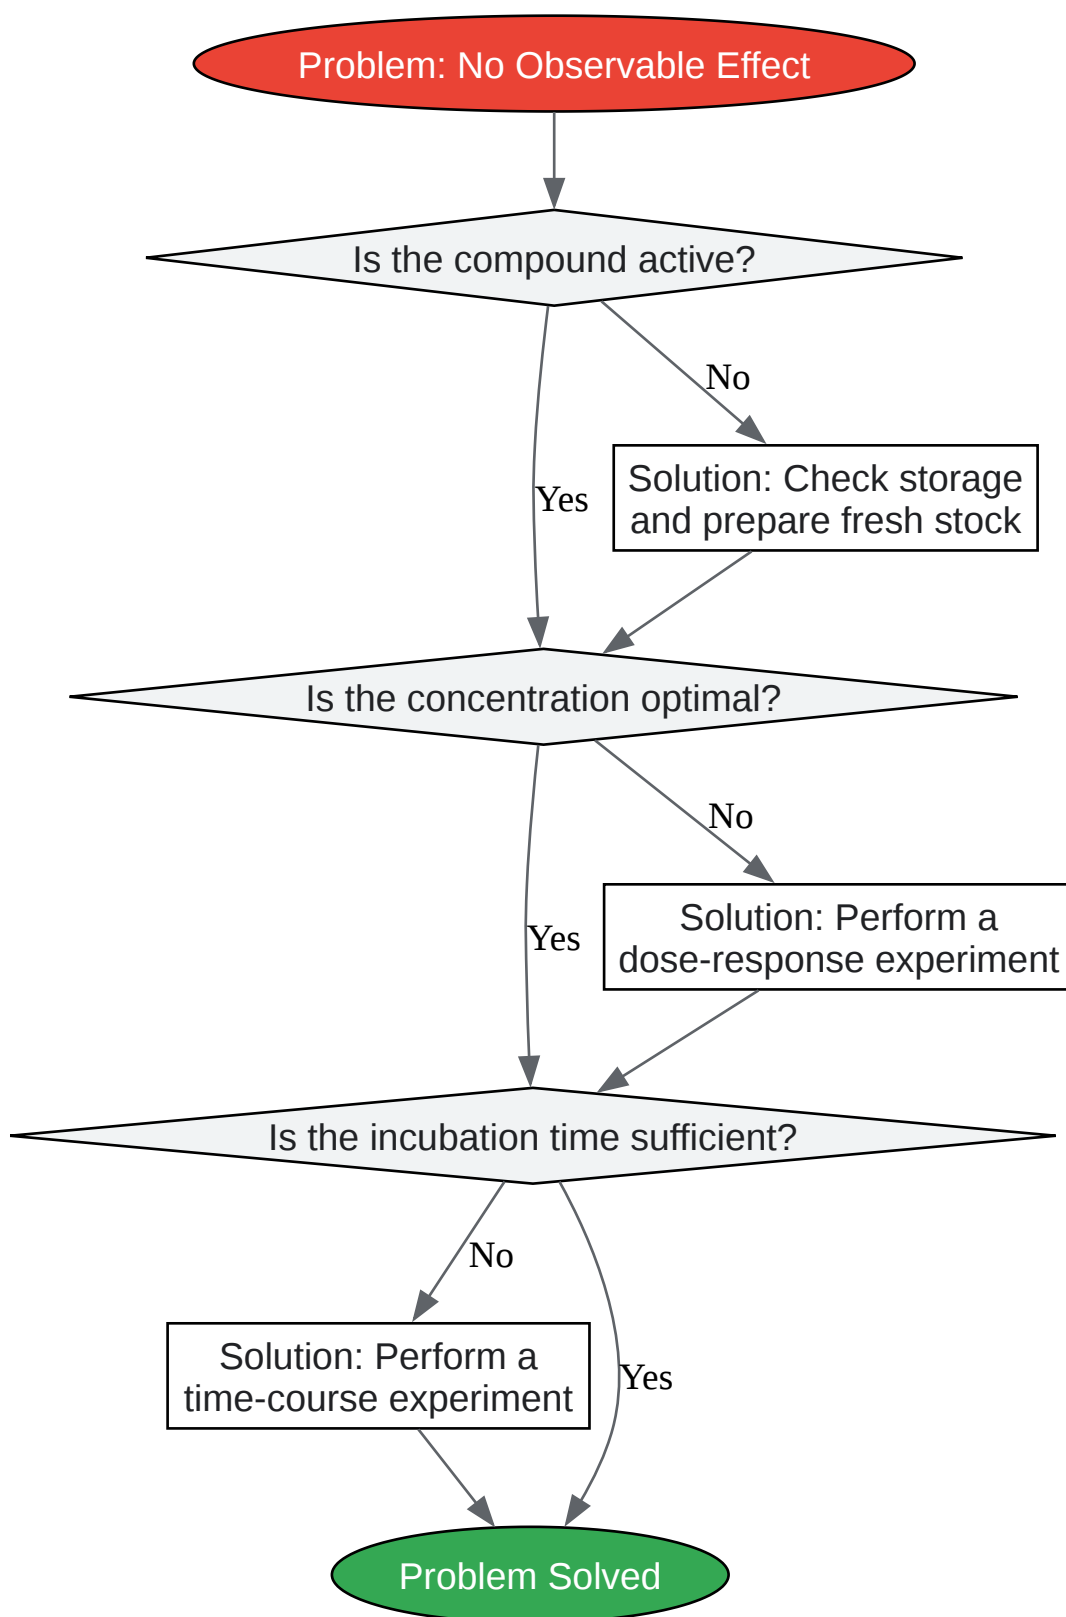 Problem: No Observable Effect
Is the compound active?
No
Yes
Solution: Check storage
and prepare fresh stock
Is the concentration optimal?
No
Yes
Solution: Perform a
dose-response experiment
Is the incubation time sufficient?
No
Yes
Solution: Perform a
time-course experiment
Problem Solved